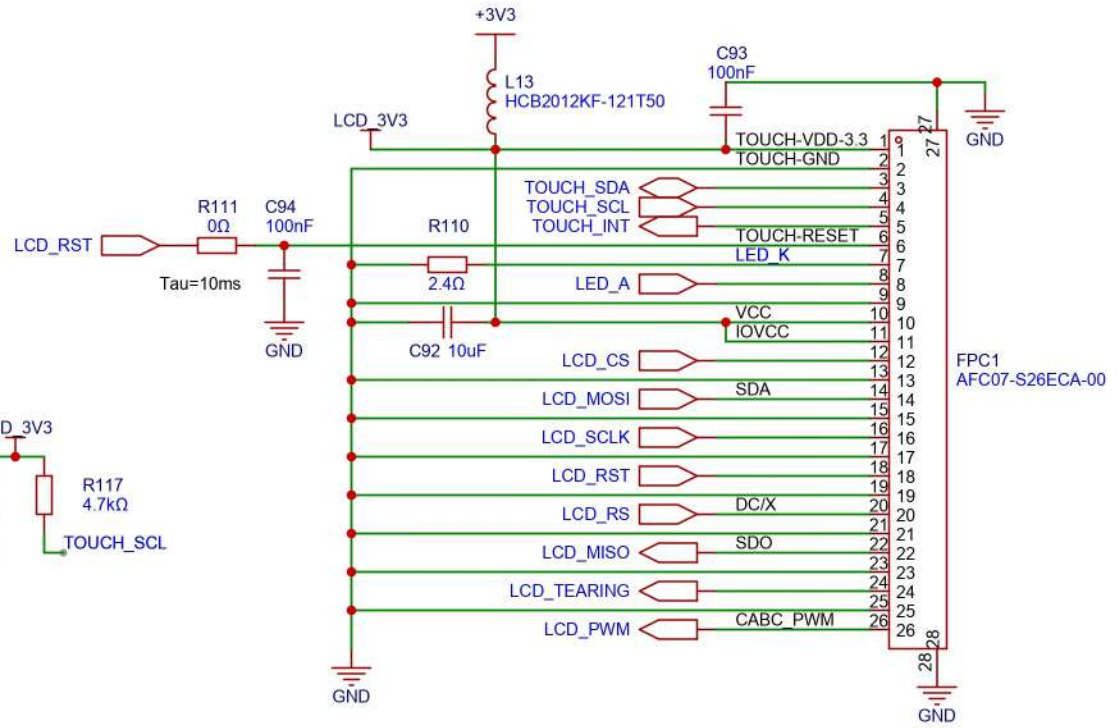 +3V3
L13
HCB2012KF-121T50
C93
100nF
LCD_3V3
27
27
GND
TOUCH-VDD-3.3 1 1
TOUCH-GND 2 2
TOUCH_SDA 3 3
TOUCH_SCL 4 4
TOUCH_INT 5 5
TOUCH-RESET 6 6
R111
0Ω
C94
100nF
LCD_RST
Tau=10ms
GND
R110
2.4Ω
LED_K 7 7
LED_A 8 8
9 9
VCC 10 10
IOVCC 11 11
C92 10uF
LCD_CS 12 12
13 13
LCD_MOSI SDA 14 14
15 15
LCD_SCLK 16 16
17 17
LCD_RST 18 18
19 19
LCD_RS DC/X 20 20
21 21
LCD_MISO SDO 22 22
23 23
LCD_TEARING 24 24
25 25
LCD_PWM CABC_PWM 26 26
FPC1
AFC07-S26ECA-00
28
28
GND
GND
D_3V3
R117
4.7kΩ
TOUCH_SCL